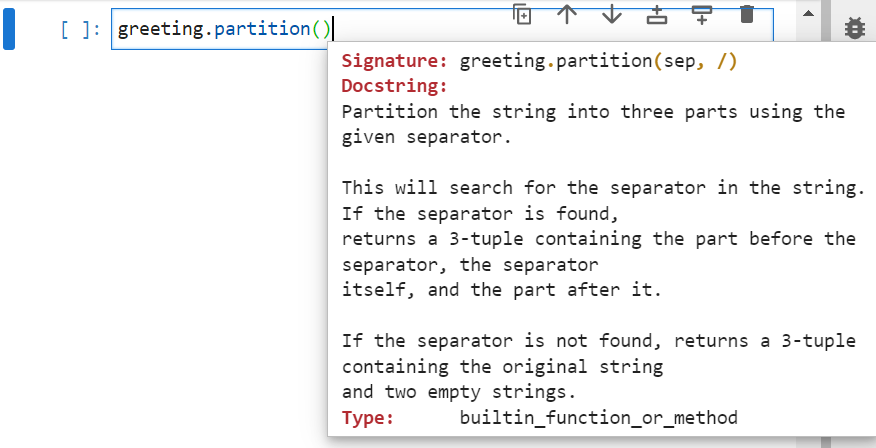 [ ]: greeting.partition()
Signature: greeting.partition(sep, /)
Docstring:
Partition the string into three parts using the
given separator.
This will search for the separator in the string.
If the separator is found,
returns a 3-tuple containing the part before the
separator, the separator
itself, and the part after it.
If the separator is not found, returns a 3-tuple
containing the original string
and two empty strings.
Type: builtin_function_or_method